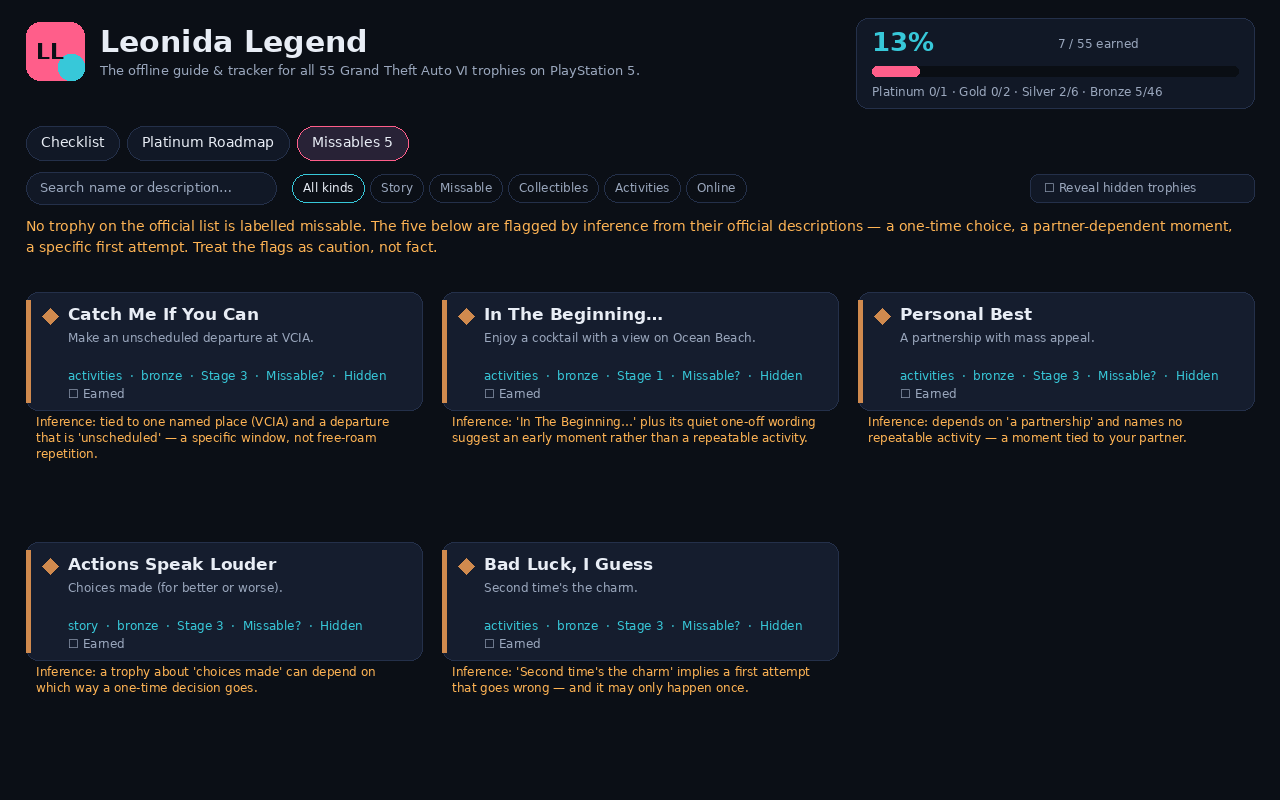 LL
Leonida Legend
The offline guide & tracker for all 55 Grand Theft Auto VI trophies on PlayStation 5.
13%
7 / 55 earned
Platinum 0/1 · Gold 0/2 · Silver 2/6 · Bronze 5/46
Checklist
Platinum Roadmap
Missables 5
Search name or description...
All kinds
Story
Missable
Collectibles
Activities
Online
☐ Reveal hidden trophies
No trophy on the official list is labelled missable. The five below are flagged by inference from their official descriptions — a one-time choice, a partner-dependent moment,
a specific first attempt. Treat the flags as caution, not fact.
Catch Me If You Can
Make an unscheduled departure at VCIA.
activities · bronze · Stage 3 · Missable? · Hidden
☐ Earned
Inference: tied to one named place (VCIA) and a departure
that is 'unscheduled' — a specific window, not free-roam
repetition.
In The Beginning...
Enjoy a cocktail with a view on Ocean Beach.
activities · bronze · Stage 1 · Missable? · Hidden
☐ Earned
Inference: 'In The Beginning...' plus its quiet one-off wording
suggest an early moment rather than a repeatable activity.
Personal Best
A partnership with mass appeal.
activities · bronze · Stage 3 · Missable? · Hidden
☐ Earned
Inference: depends on 'a partnership' and names no
repeatable activity — a moment tied to your partner.
Actions Speak Louder
Choices made (for better or worse).
story · bronze · Stage 3 · Missable? · Hidden
☐ Earned
Inference: a trophy about 'choices made' can depend on
which way a one-time decision goes.
Bad Luck, I Guess
Second time's the charm.
activities · bronze · Stage 3 · Missable? · Hidden
☐ Earned
Inference: 'Second time's the charm' implies a first attempt
that goes wrong — and it may only happen once.